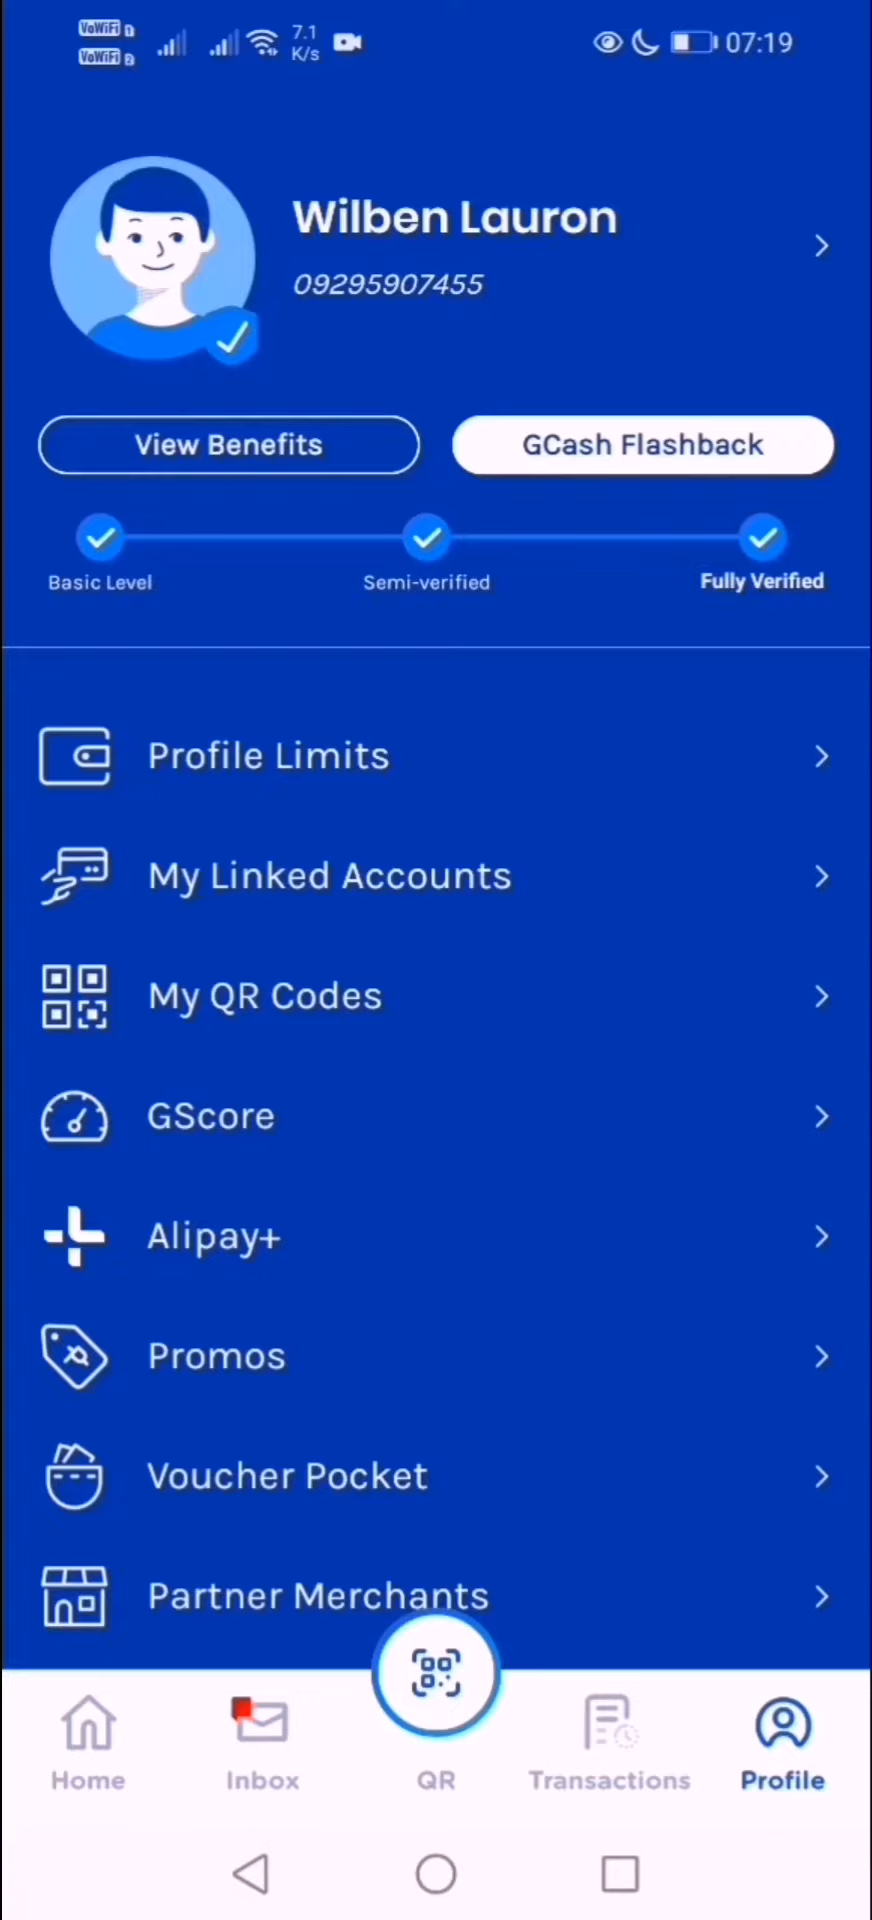 VoWiFi 1
VoWiFi 2
7.1
K/s
07:19
Wilben Lauron
09295907455
View Benefits
GCash Flashback
Basic Level
Semi-verified
Fully Verified
Profile Limits
My Linked Accounts
My QR Codes
GScore
Alipay+
Promos
Voucher Pocket
Partner Merchants
Home
Inbox
QR
Transactions
Profile